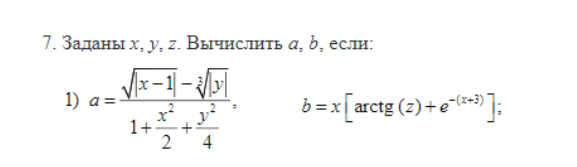 7. Заданы x, y, z. Вычислить a, b, если:
1) a = (√|x−1| − ∛|y|) / (1 + x²/2 + y²/4), b = x[arctg (z) + e^−(x+3)];